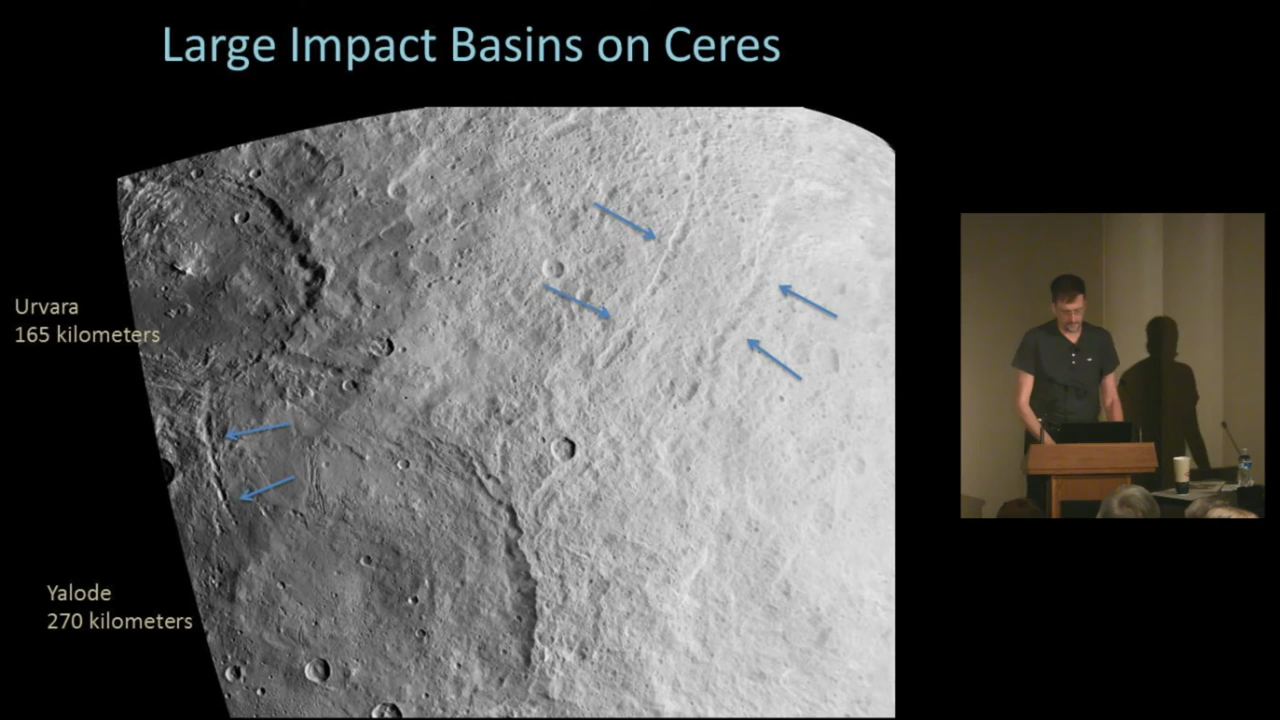 Large Impact Basins on Ceres
Urvara
165 kilometers
Yalode
270 kilometers